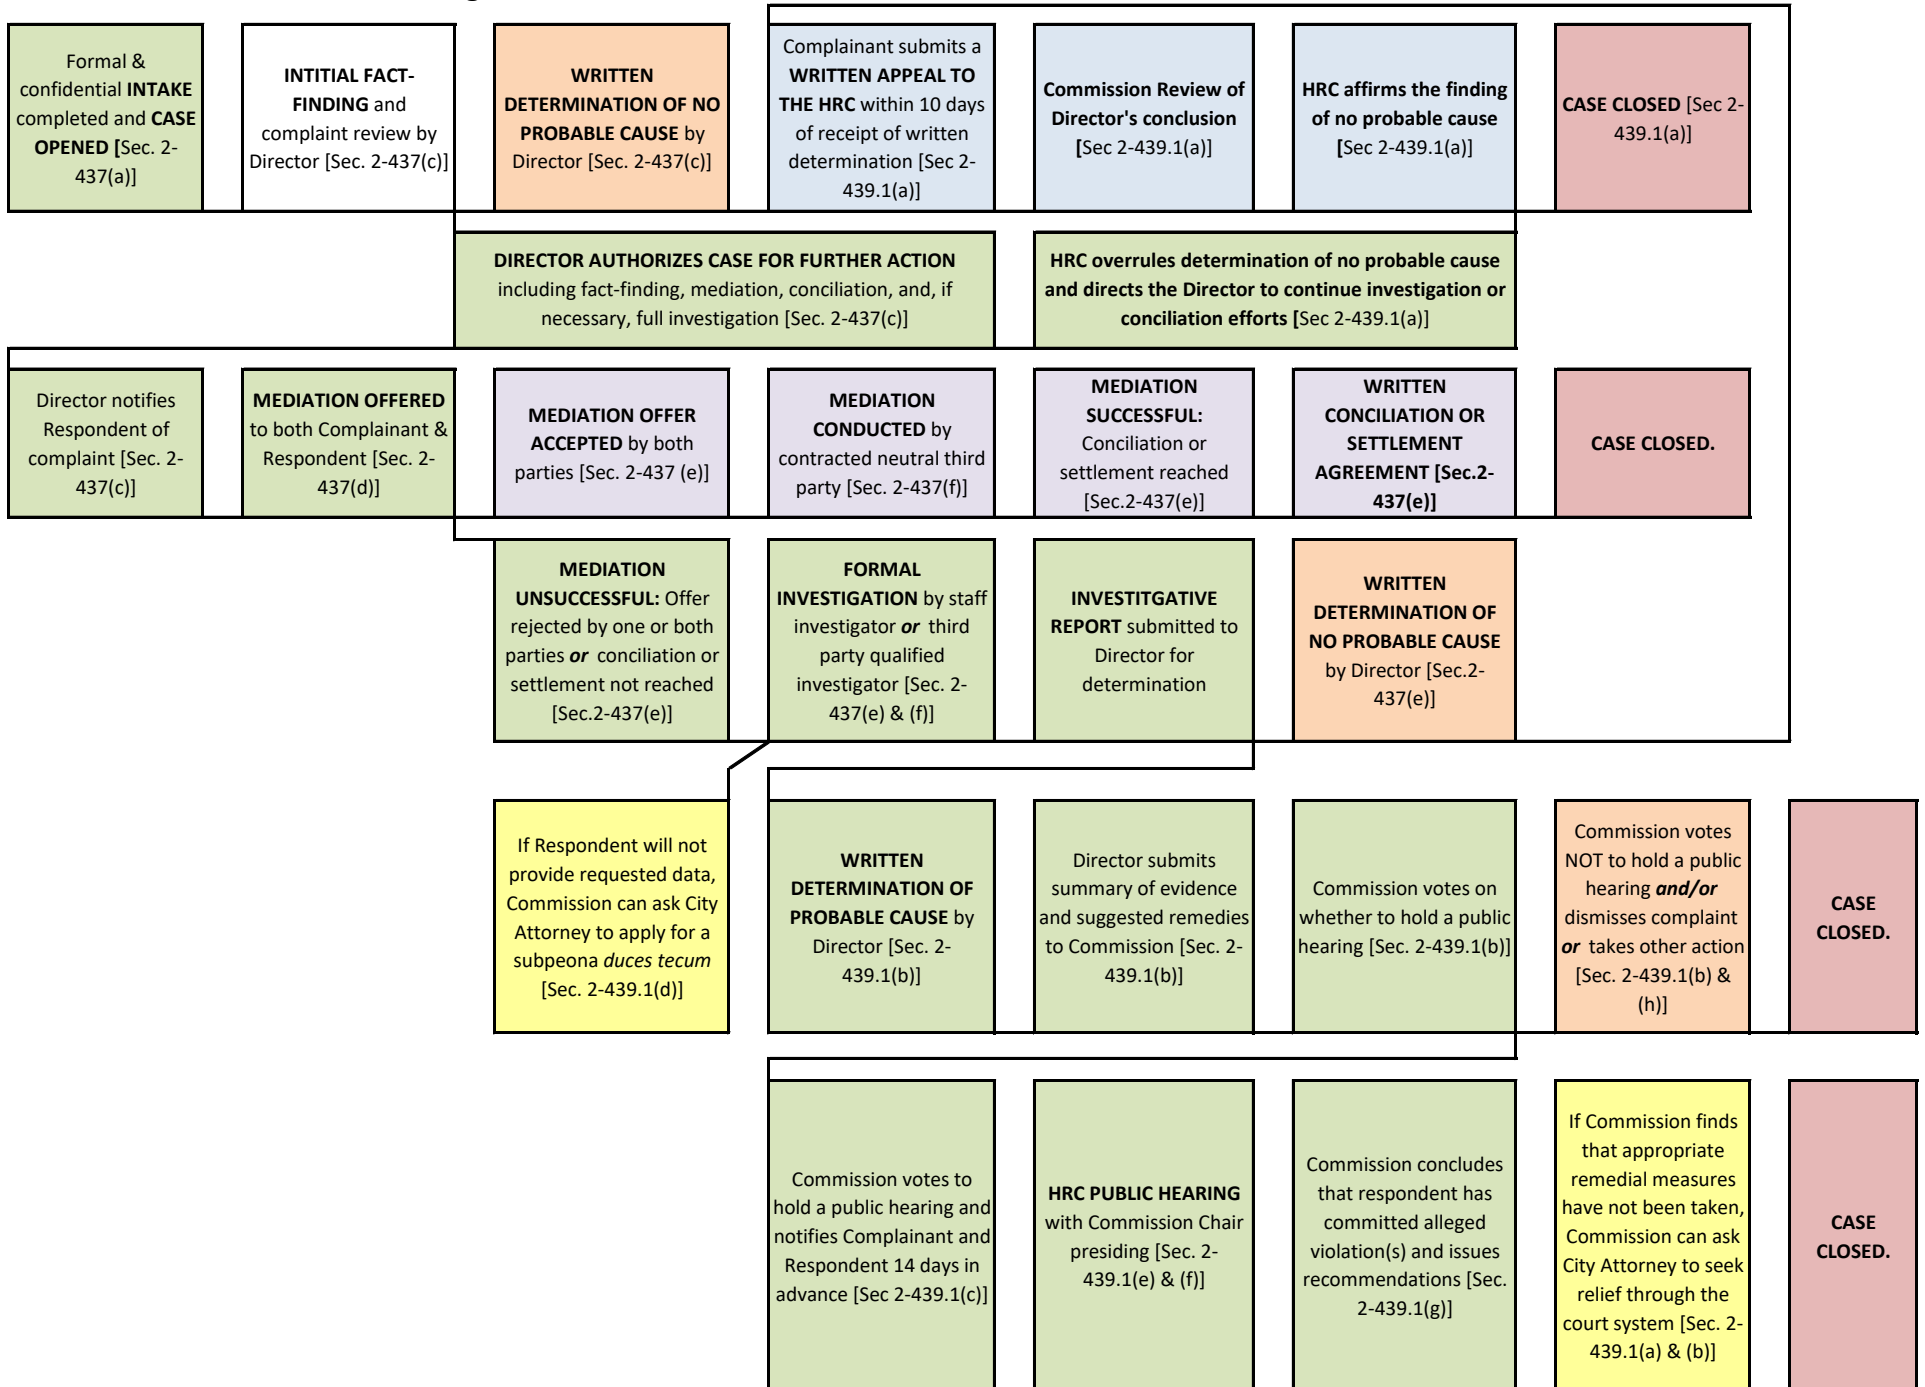 Formal &
confidential INTAKE
completed and CASE
OPENED [Sec. 2-
437(a)]
INTITIAL FACT-
FINDING and
complaint review by
Director [Sec. 2-437(c)]
WRITTEN
DETERMINATION OF NO
PROBABLE CAUSE by
Director [Sec. 2-437(c)]
Complainant submits a
WRITTEN APPEAL TO
THE HRC within 10 days
of receipt of written
determination [Sec 2-
439.1(a)]
Commission Review of
Director's conclusion
[Sec 2-439.1(a)]
HRC affirms the finding
of no probable cause
[Sec 2-439.1(a)]
CASE CLOSED [Sec 2-
439.1(a)]
DIRECTOR AUTHORIZES CASE FOR FURTHER ACTION
including fact-finding, mediation, conciliation, and, if
necessary, full investigation [Sec. 2-437(c)]
HRC overrules determination of no probable cause
and directs the Director to continue investigation or
conciliation efforts [Sec 2-439.1(a)]
Director notifies
Respondent of
complaint [Sec. 2-
437(c)]
MEDIATION OFFERED
to both Complainant &
Respondent [Sec. 2-
437(d)]
MEDIATION OFFER
ACCEPTED by both
parties [Sec. 2-437 (e)]
MEDIATION
CONDUCTED by
contracted neutral third
party [Sec. 2-437(f)]
MEDIATION
SUCCESSFUL:
Conciliation or
settlement reached
[Sec.2-437(e)]
WRITTEN
CONCILIATION OR
SETTLEMENT
AGREEMENT [Sec.2-
437(e)]
CASE CLOSED.
MEDIATION
UNSUCCESSFUL: Offer
rejected by one or both
parties or conciliation or
settlement not reached
[Sec.2-437(e)]
FORMAL
INVESTIGATION by staff
investigator or third
party qualified
investigator [Sec. 2-
437(e) & (f)]
INVESTITGATIVE
REPORT submitted to
Director for
determination
WRITTEN
DETERMINATION OF
NO PROBABLE CAUSE
by Director [Sec.2-
437(e)]
If Respondent will not
provide requested data,
Commission can ask City
Attorney to apply for a
subpeona duces tecum
[Sec. 2-439.1(d)]
WRITTEN
DETERMINATION OF
PROBABLE CAUSE by
Director [Sec. 2-
439.1(b)]
Director submits
summary of evidence
and suggested remedies
to Commission [Sec. 2-
439.1(b)]
Commission votes on
whether to hold a public
hearing [Sec. 2-439.1(b)]
Commission votes
NOT to hold a public
hearing and/or
dismisses complaint
or takes other action
[Sec. 2-439.1(b) &
(h)]
CASE
CLOSED.
Commission votes to
hold a public hearing and
notifies Complainant and
Respondent 14 days in
advance [Sec 2-439.1(c)]
HRC PUBLIC HEARING
with Commission Chair
presiding [Sec. 2-
439.1(e) & (f)]
Commission concludes
that respondent has
committed alleged
violation(s) and issues
recommendations [Sec.
2-439.1(g)]
If Commission finds
that appropriate
remedial measures
have not been taken,
Commission can ask
City Attorney to seek
relief through the
court system [Sec. 2-
439.1(a) & (b)]
CASE
CLOSED.